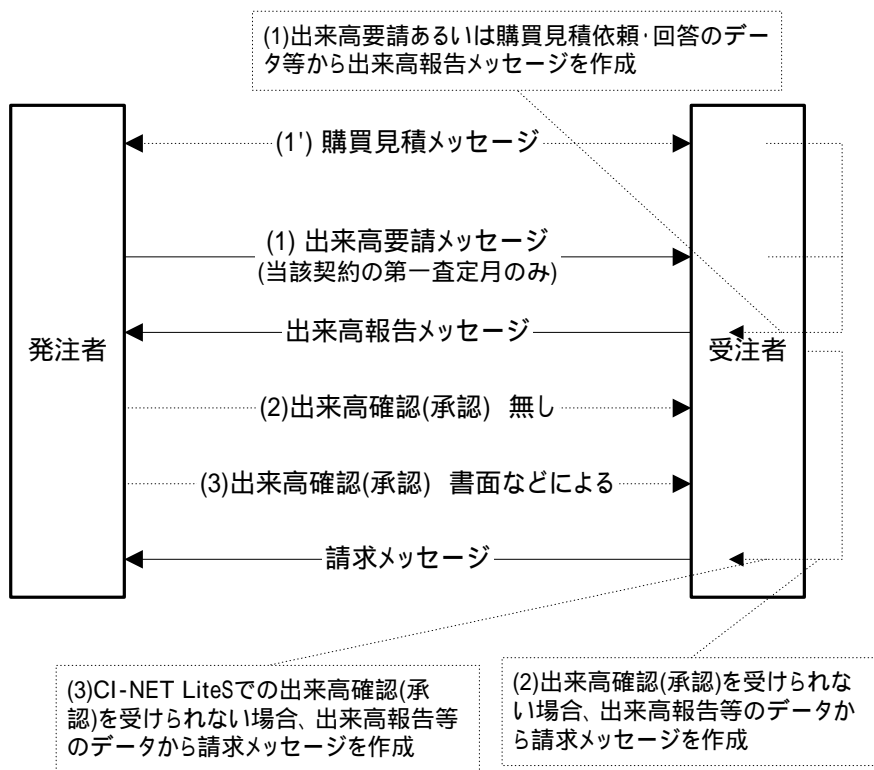 (1)出来高要請あるいは購買見積依頼・回答のデー
タ等から出来高報告メッセージを作成
(1') 購買見積メッセージ
(1) 出来高要請メッセージ
(当該契約の第一査定月のみ)
出来高報告メッセージ
発注者
受注者
(2)出来高確認(承認) 無し
(3)出来高確認(承認) 書面などによる
請求メッセージ
(3)CI-NET LiteSでの出来高確認(承
認)を受けられない場合、出来高報告等
のデータから請求メッセージを作成
(2)出来高確認(承認)を受けられな
い場合、出来高報告等のデータか
ら請求メッセージを作成